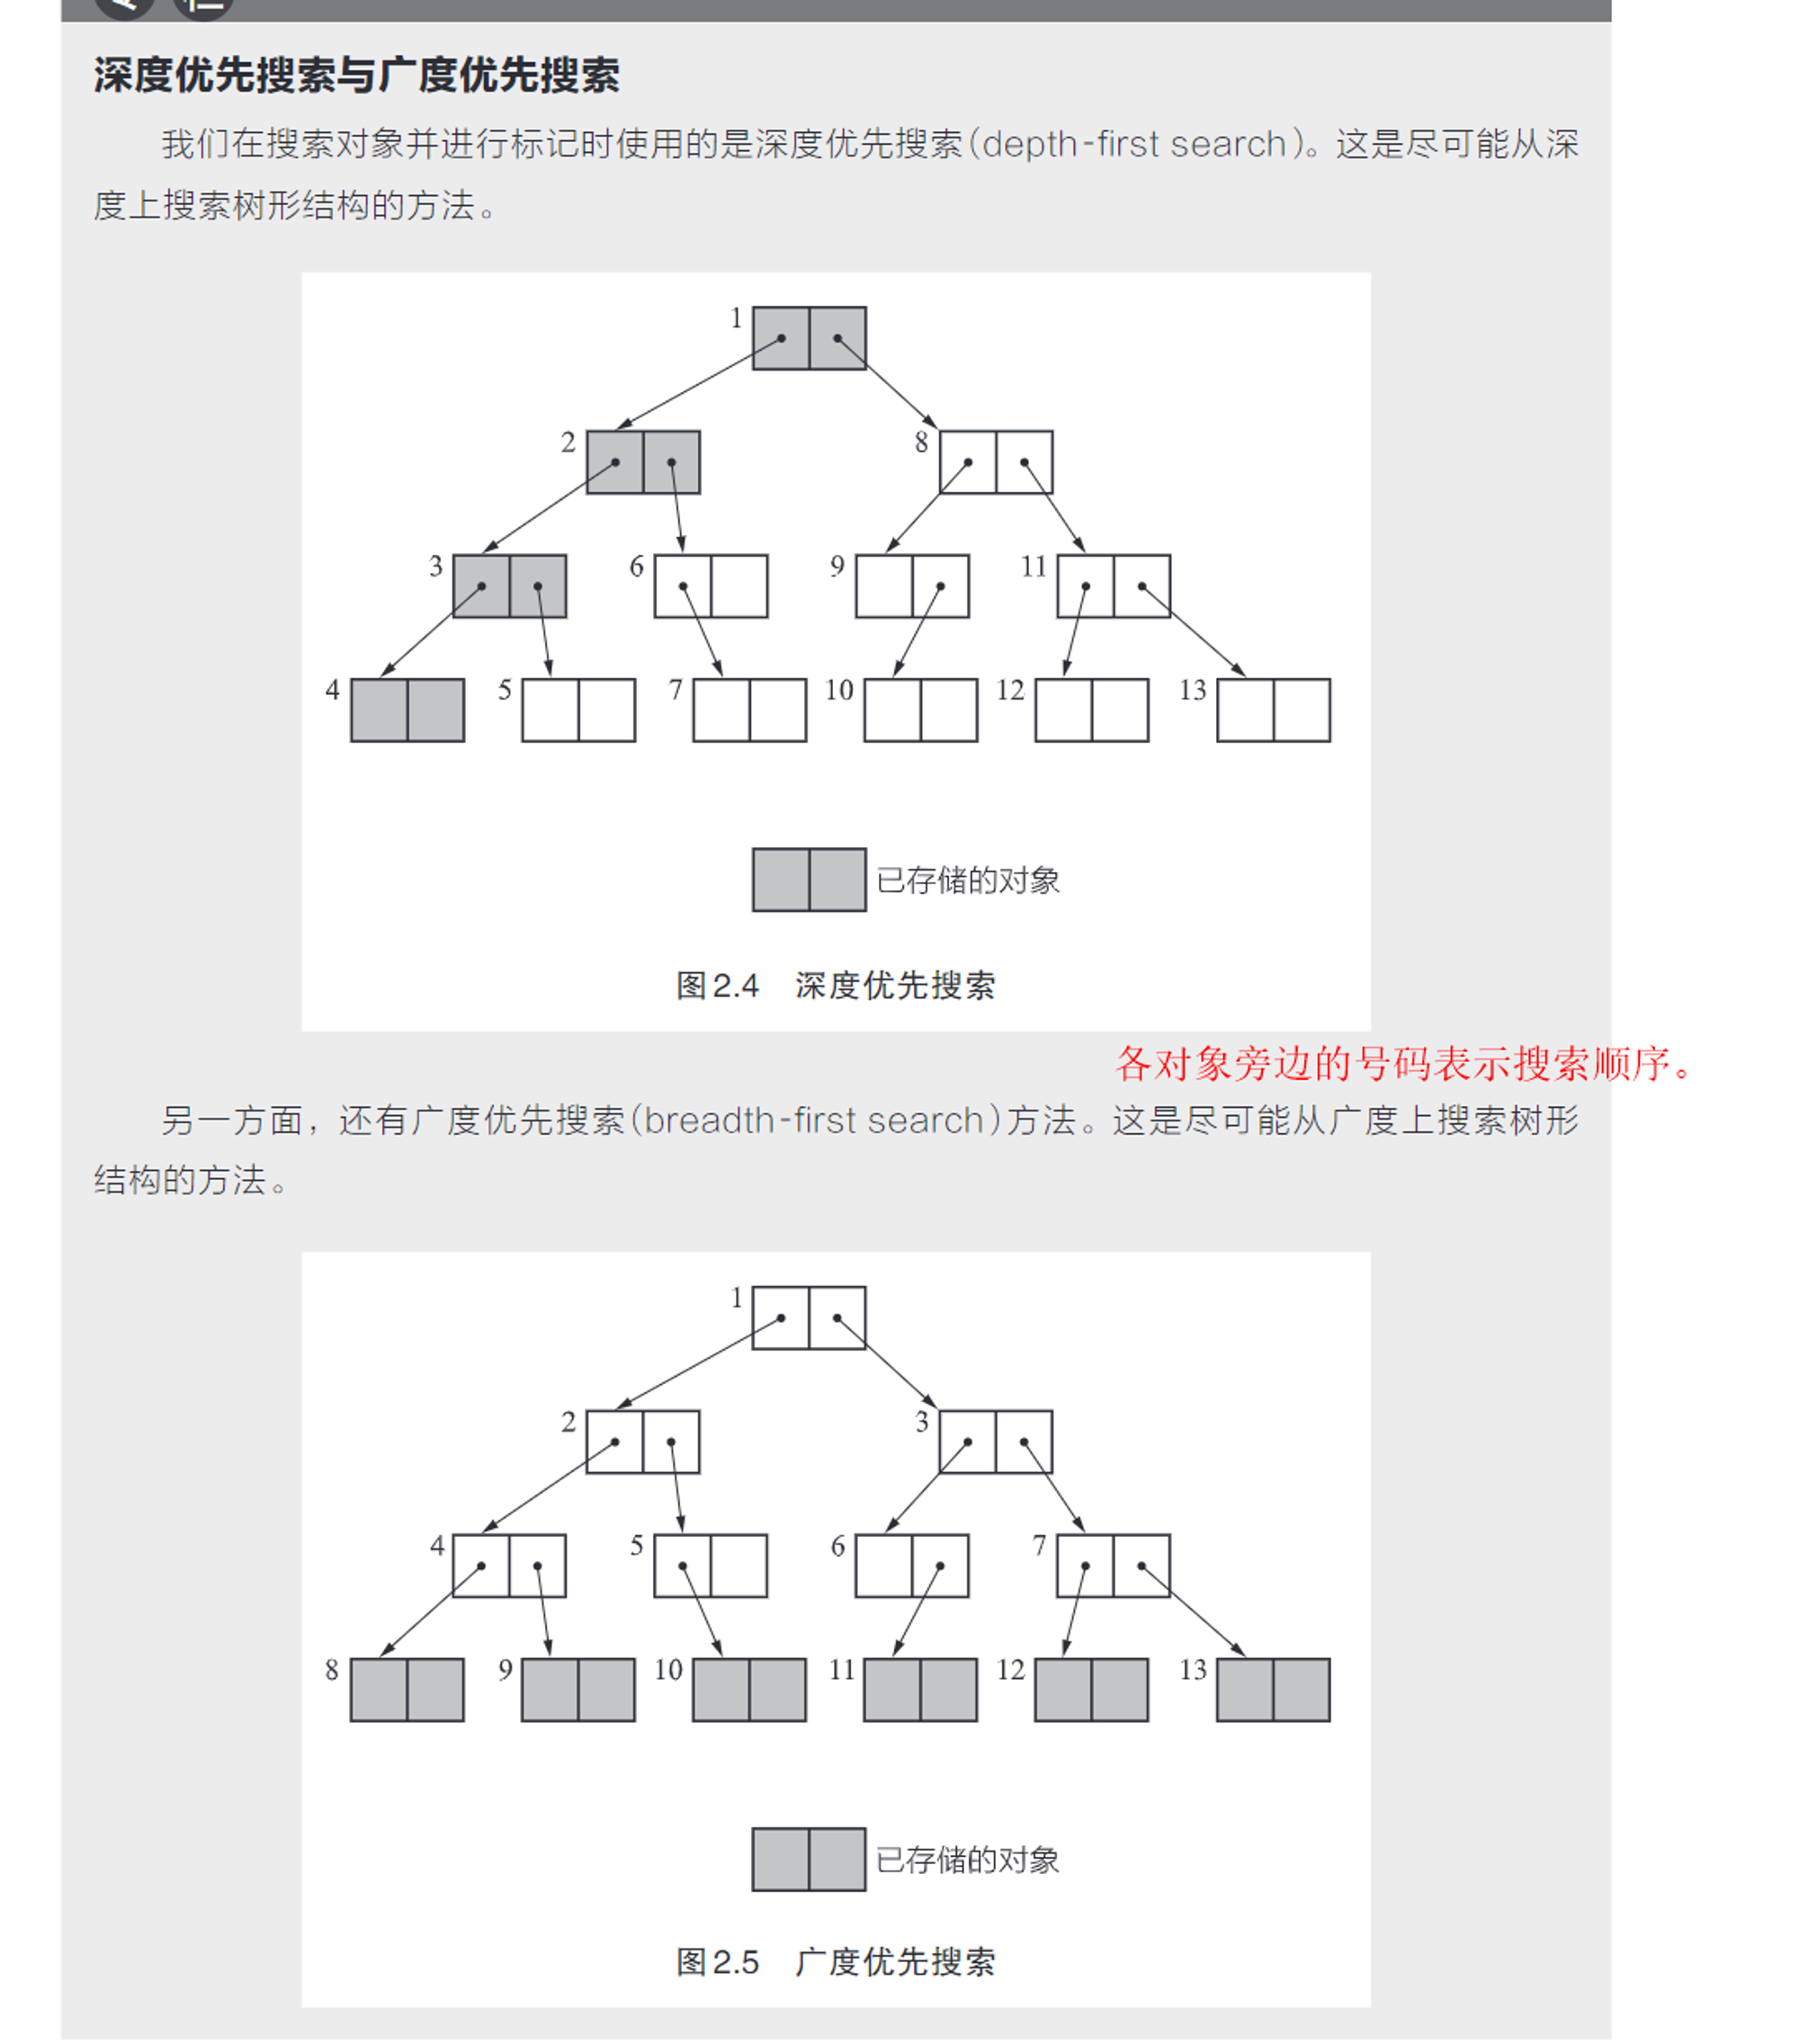 深度优先搜索与广度优先搜索
我们在搜索对象并进行标记时使用的是深度优先搜索(depth-first search)。这是尽可能从深
度上搜索树形结构的方法。
1
2
8
3
6
9
11
4
5
7
10
12
13
已存储的对象
图2.4 深度优先搜索
各对象旁边的号码表示搜索顺序。
另一方面，还有广度优先搜索(breadth-first search)方法。这是尽可能从广度上搜索树形
结构的方法。
1
2
3
4
5
6
7
8
9
10
11
12
13
已存储的对象
图2.5 广度优先搜索